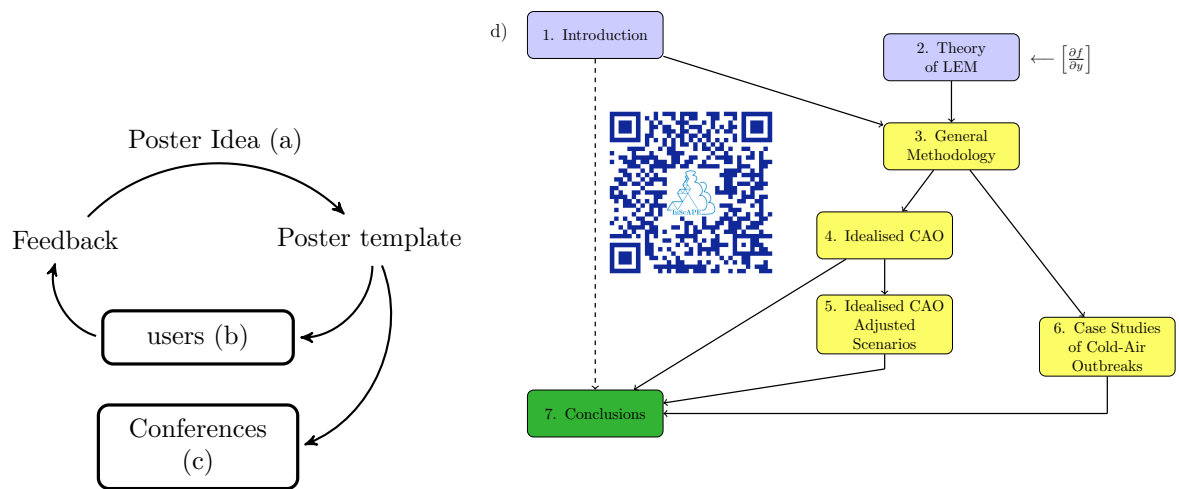 Poster Idea (a)
Feedback
Poster template
users (b)
Conferences
(c)
d)
1. Introduction
2. Theory
of LEM
⟵ [∂f/∂y]
3. General
Methodology
InScAPE
4. Idealised CAO
5. Idealised CAO
Adjusted
Scenarios
6. Case Studies
of Cold-Air
Outbreaks
7. Conclusions